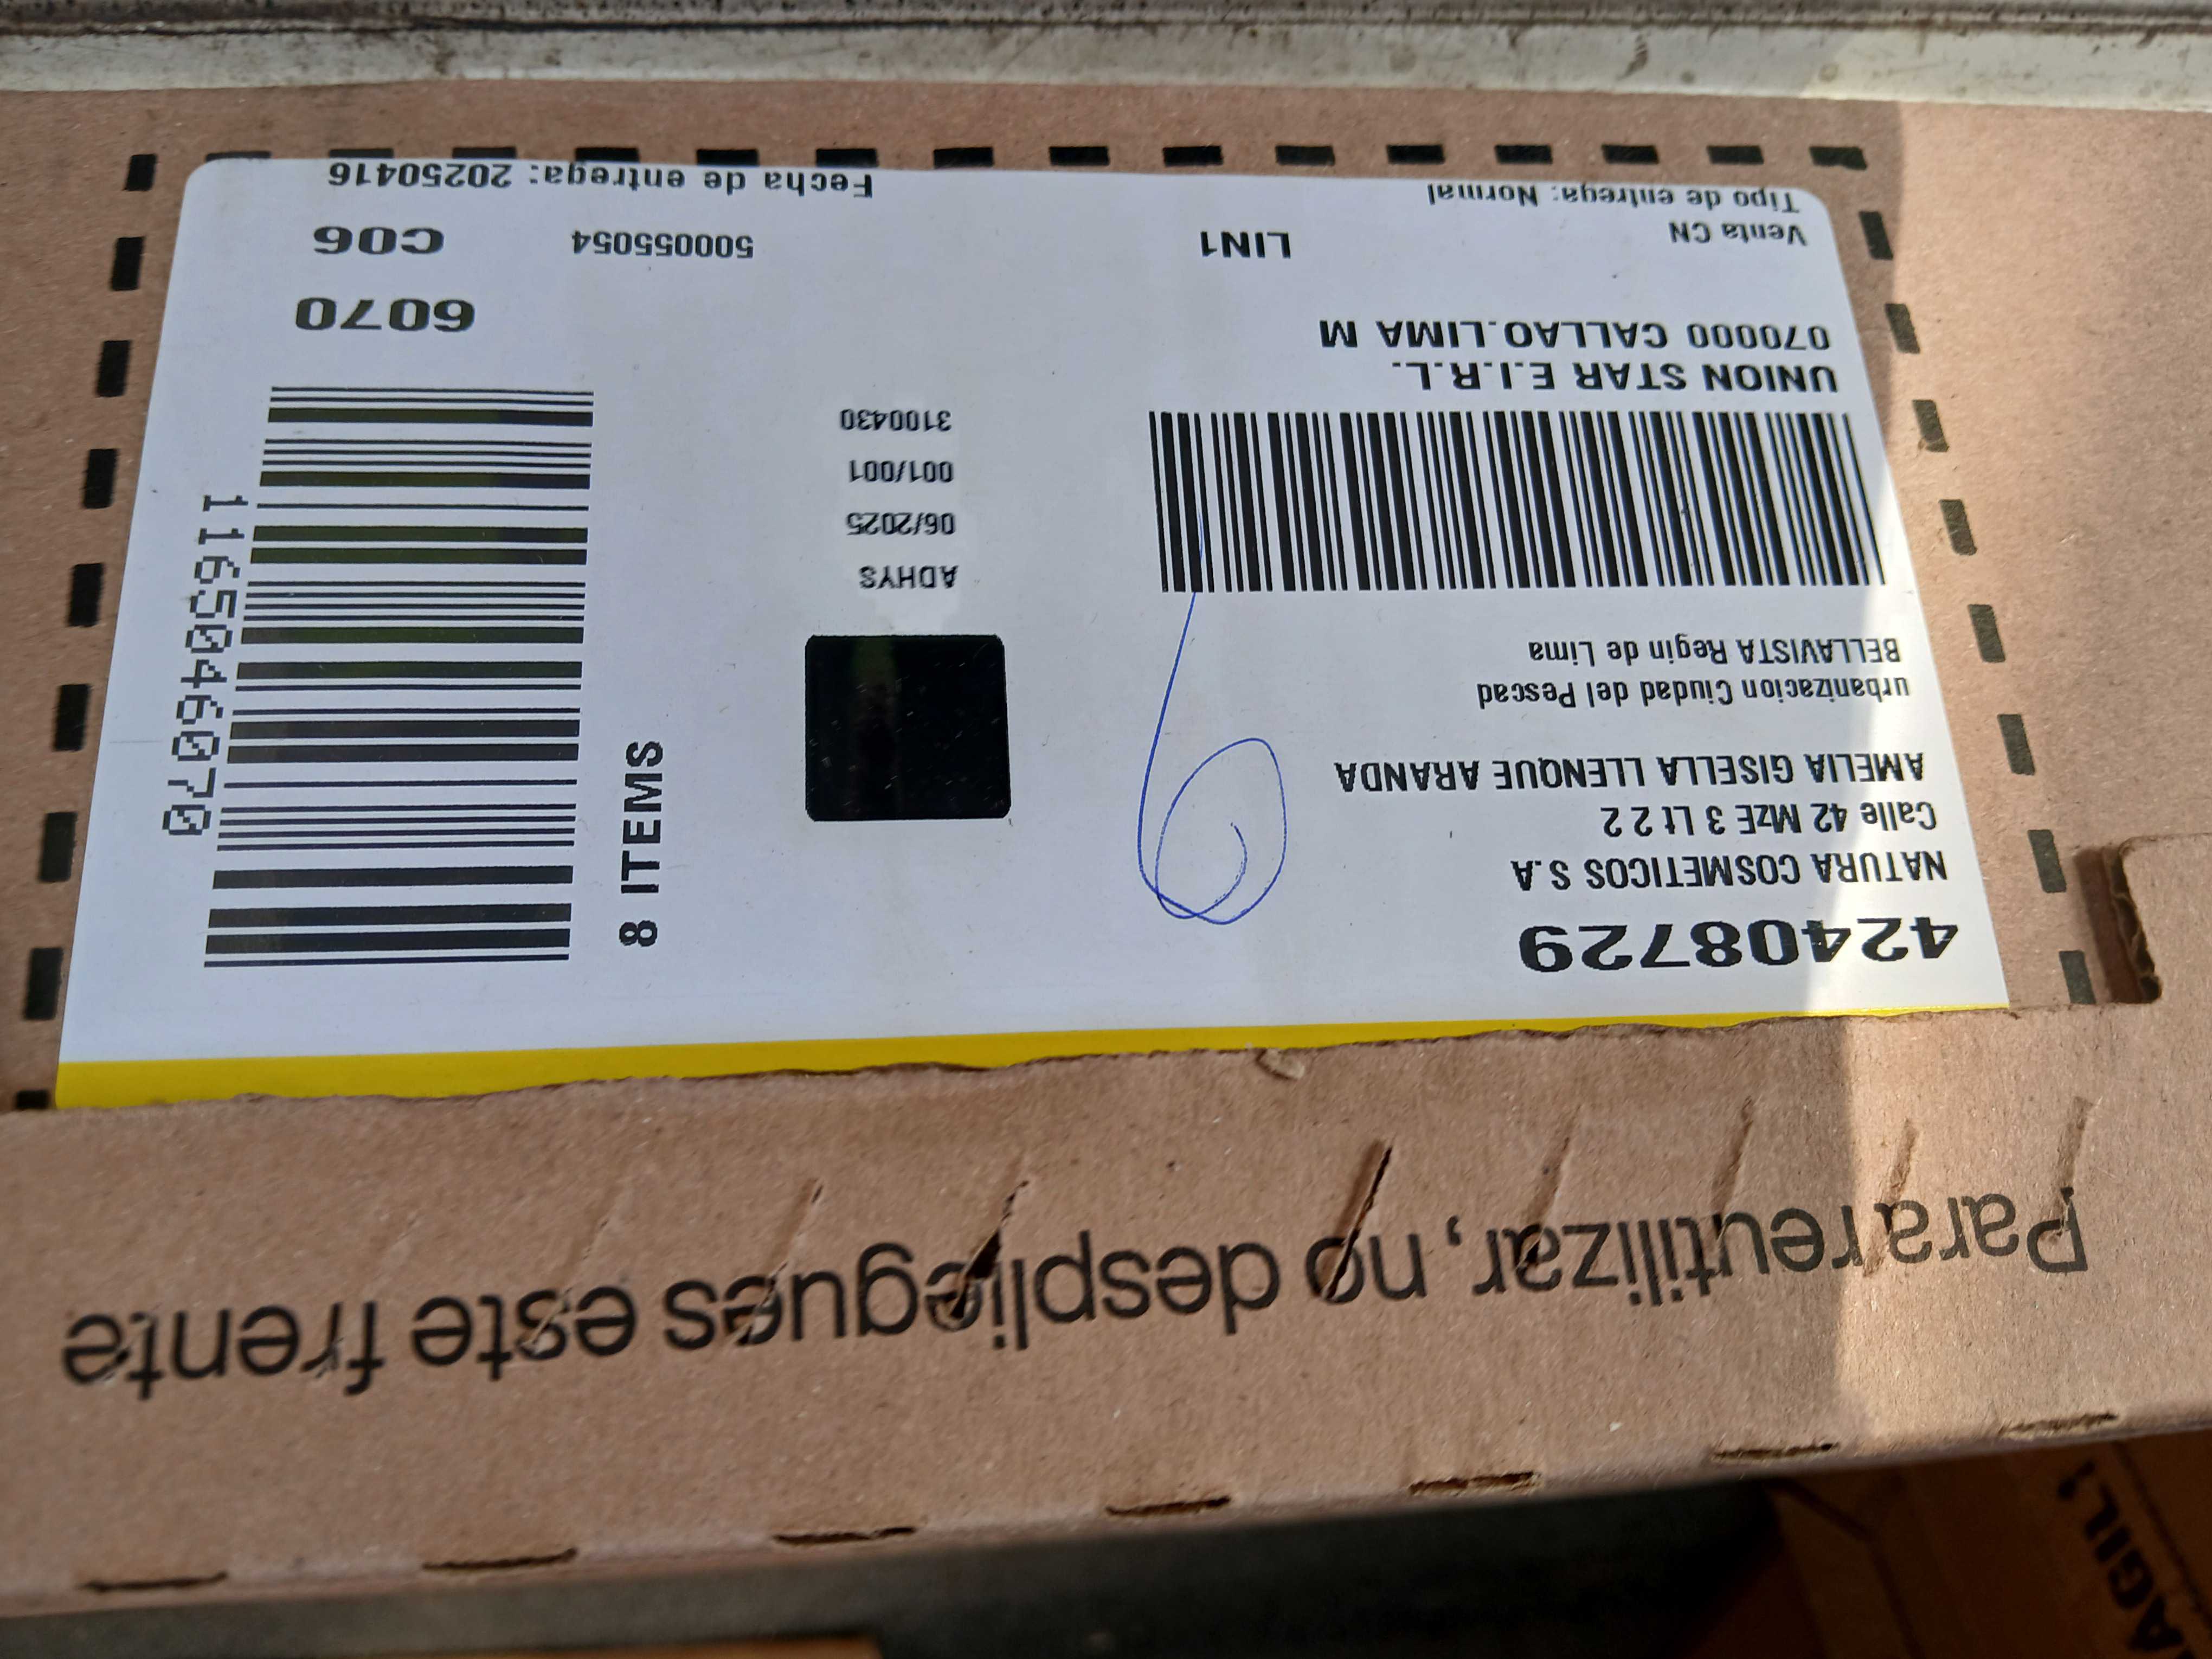 42408729
NATURA COSMETICOS S.A
Calle 42 MzE 3 Lt 2 2
AMELIA GISELLA LLENQUE ARANDA
urbanizacion Ciudad del Pescad
BELLAVISTA Regin de Lima
UNION STAR E.I.R.L.
070000 CALLAO.LIMA M
Venta CN
LIN1
Tipo de entrega: Normal
ADHYS
06/2025
001/001
3100430
8 ITEMS
1165046070
6070
500055054
C06
Fecha de entrega: 20250416
Para reutilizar, no despliegues este frente